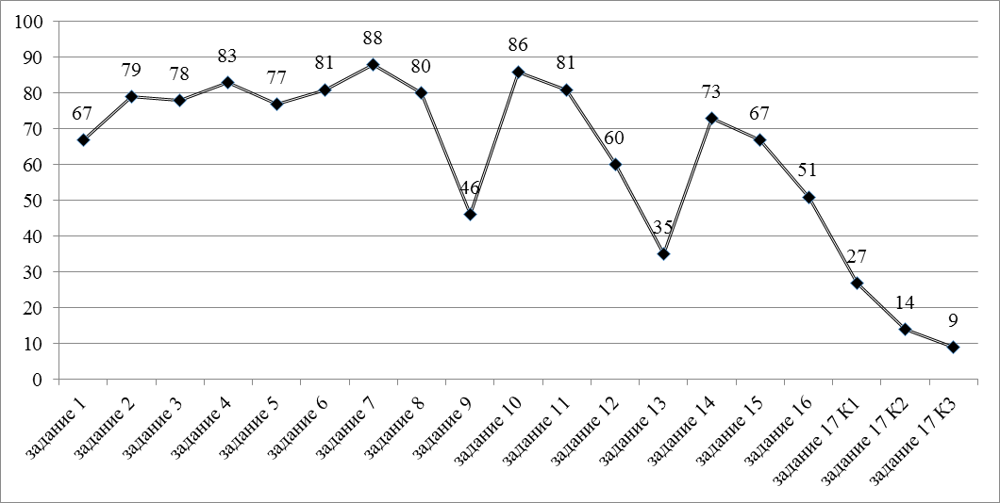 100
90
80
70
60
50
40
30
20
10
0
67
79
78
83
77
81
88
80
46
86
81
60
35
73
67
51
27
14
9
задание 1
задание 2
задание 3
задание 4
задание 5
задание 6
задание 7
задание 8
задание 9
задание 10
задание 11
задание 12
задание 13
задание 14
задание 15
задание 16
задание 17 К1
задание 17 К2
задание 17 К3